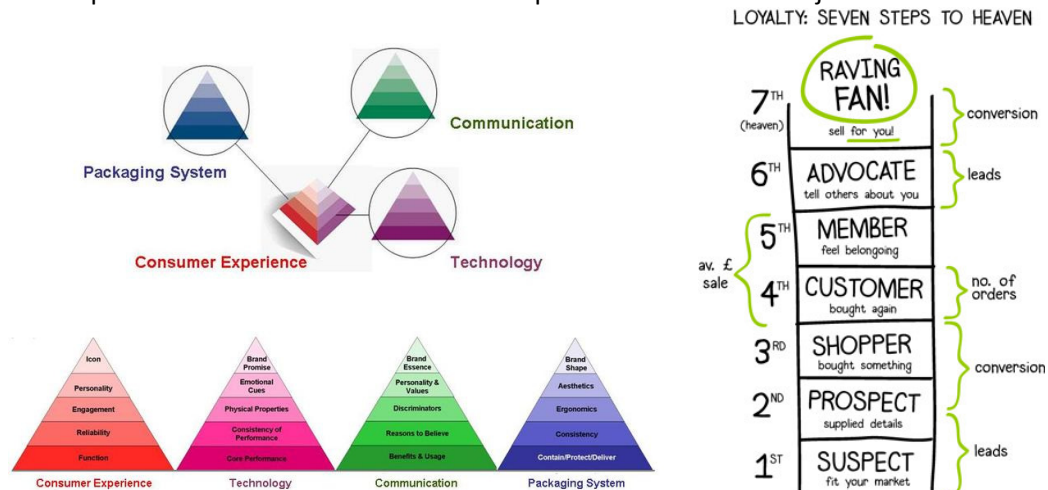 LOYALTY: SEVEN STEPS TO HEAVEN
Communication
Packaging System
Consumer Experience
Technology
Icon
Personality
Engagement
Reliability
Function
Consumer Experience
Brand
Promise
Emotional
Cues
Physical Properties
Consistency of
Performance
Core Performance
Technology
Brand
Essence
Personality &
Values
Discriminators
Reasons to Believe
Benefits & Usage
Communication
Brand
Shape
Aesthetics
Ergonomics
Consistency
Contain/Protect/Deliver
Packaging System
7TH
(heaven)
RAVING
FAN!
sell for you!
conversion
6TH
ADVOCATE
tell others about you
leads
5TH
MEMBER
feel belongoing
av. £
sale
4TH
CUSTOMER
bought again
no. of
orders
3RD
SHOPPER
bought something
conversion
2ND
PROSPECT
supplied details
leads
1ST
SUSPECT
fit your market